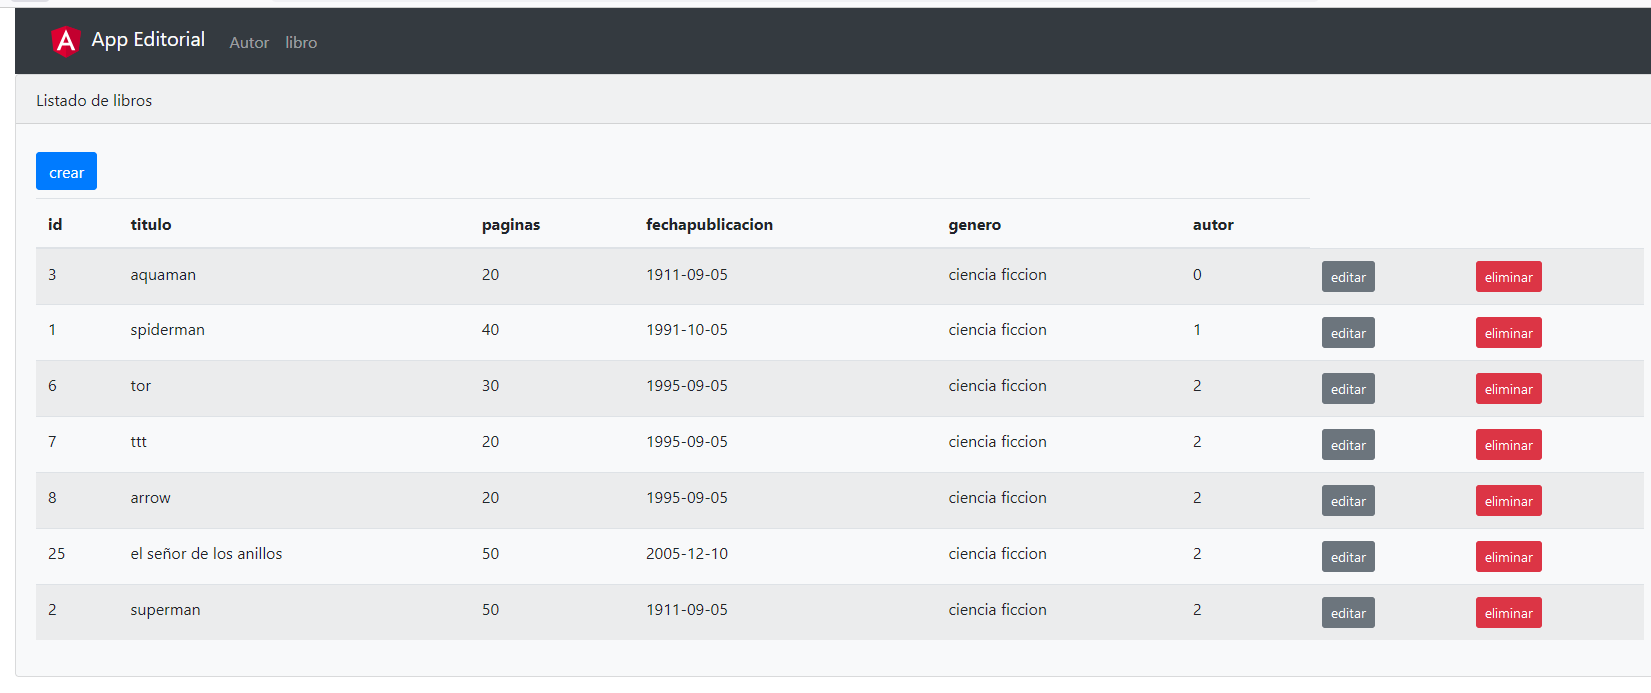 App Editorial Autor libro
Listado de libros
crear
id titulo paginas fechapublicacion genero autor
3 aquaman 20 1911-09-05 ciencia ficcion 0 editar eliminar
1 spiderman 40 1991-10-05 ciencia ficcion 1 editar eliminar
6 tor 30 1995-09-05 ciencia ficcion 2 editar eliminar
7 ttt 20 1995-09-05 ciencia ficcion 2 editar eliminar
8 arrow 20 1995-09-05 ciencia ficcion 2 editar eliminar
25 el señor de los anillos 50 2005-12-10 ciencia ficcion 2 editar eliminar
2 superman 50 1911-09-05 ciencia ficcion 2 editar eliminar